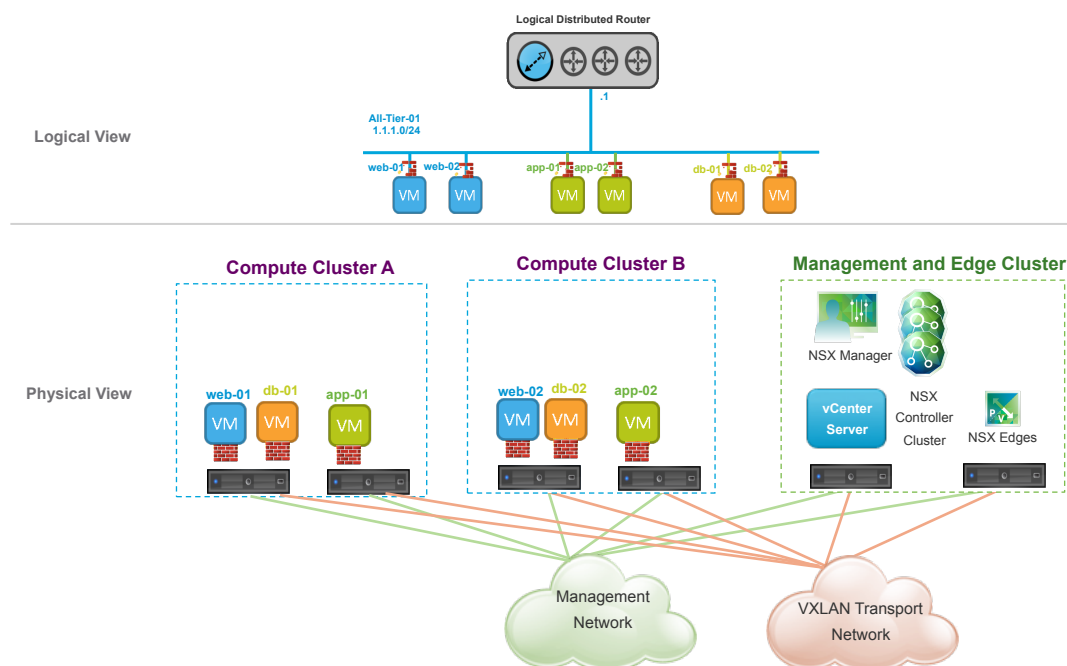 Logical Distributed Router
.1
All-Tier-01
1.1.1.0/24
Logical View
web-01 web-02 app-01 app-02 db-01 db-02
VM VM VM VM VM VM
Compute Cluster A Compute Cluster B Management and Edge Cluster
NSX Manager
Physical View
web-01 db-01 app-01 web-02 db-02 app-02
VM VM VM VM VM VM
vCenter
Server
NSX
Controller
Cluster
P V
NSX Edges
Management
Network
VXLAN Transport
Network